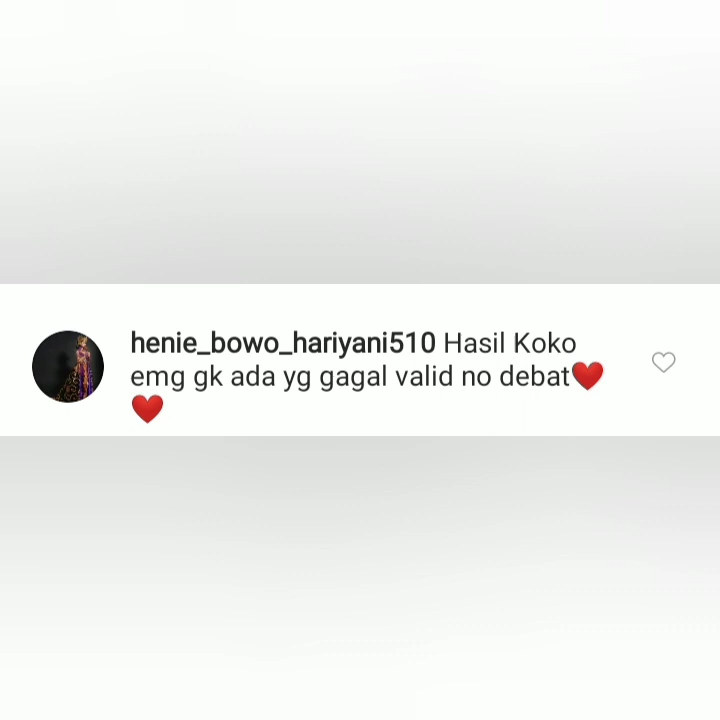 henie_bowo_hariyani510 Hasil Koko
emg gk ada yg gagal valid no debat❤️
❤️